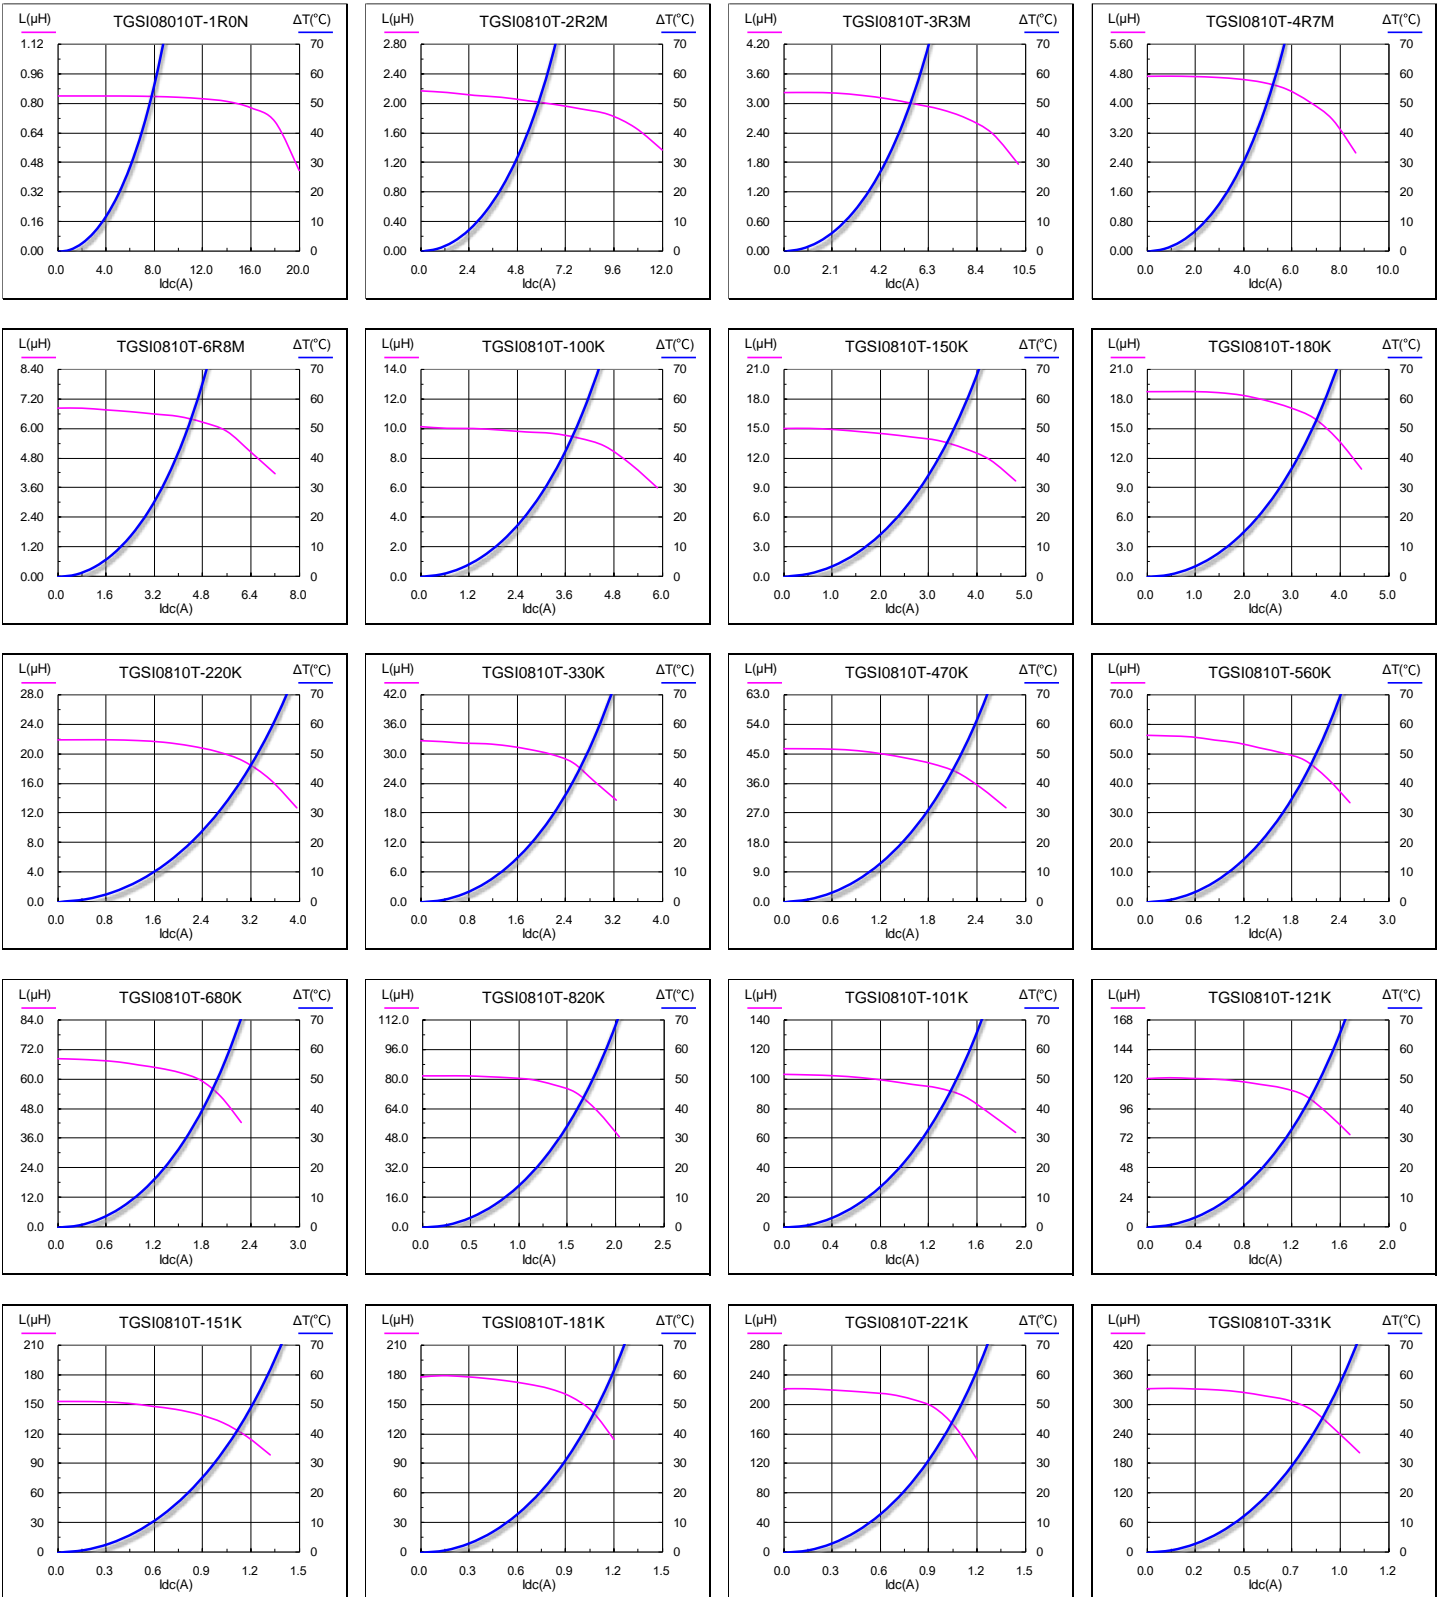 L(μH) TGSI08010T-1R0N ΔT(℃)
1.12 70
0.96 60
0.80 50
0.64 40
0.48 30
0.32 20
0.16 10
0.00 0
0.0 4.0 8.0 12.0 16.0 20.0
Idc(A)
L(μH) TGSI0810T-2R2M ΔT(℃)
2.80 70
2.40 60
2.00 50
1.60 40
1.20 30
0.80 20
0.40 10
0.00 0
0.0 2.4 4.8 7.2 9.6 12.0
Idc(A)
L(μH) TGSI0810T-3R3M ΔT(℃)
4.20 70
3.60 60
3.00 50
2.40 40
1.80 30
1.20 20
0.60 10
0.00 0
0.0 2.1 4.2 6.3 8.4 10.5
Idc(A)
L(μH) TGSI0810T-4R7M ΔT(℃)
5.60 70
4.80 60
4.00 50
3.20 40
2.40 30
1.60 20
0.80 10
0.00 0
0.0 2.0 4.0 6.0 8.0 10.0
Idc(A)
L(μH) TGSI0810T-6R8M ΔT(℃)
8.40 70
7.20 60
6.00 50
4.80 40
3.60 30
2.40 20
1.20 10
0.00 0
0.0 1.6 3.2 4.8 6.4 8.0
Idc(A)
L(μH) TGSI0810T-100K ΔT(℃)
14.0 70
12.0 60
10.0 50
8.0 40
6.0 30
4.0 20
2.0 10
0.0 0
0.0 1.2 2.4 3.6 4.8 6.0
Idc(A)
L(μH) TGSI0810T-150K ΔT(℃)
21.0 70
18.0 60
15.0 50
12.0 40
9.0 30
6.0 20
3.0 10
0.0 0
0.0 1.0 2.0 3.0 4.0 5.0
Idc(A)
L(μH) TGSI0810T-180K ΔT(℃)
21.0 70
18.0 60
15.0 50
12.0 40
9.0 30
6.0 20
3.0 10
0.0 0
0.0 1.0 2.0 3.0 4.0 5.0
Idc(A)
L(μH) TGSI0810T-220K ΔT(℃)
28.0 70
24.0 60
20.0 50
16.0 40
12.0 30
8.0 20
4.0 10
0.0 0
0.0 0.8 1.6 2.4 3.2 4.0
Idc(A)
L(μH) TGSI0810T-330K ΔT(℃)
42.0 70
36.0 60
30.0 50
24.0 40
18.0 30
12.0 20
6.0 10
0.0 0
0.0 0.8 1.6 2.4 3.2 4.0
Idc(A)
L(μH) TGSI0810T-470K ΔT(℃)
63.0 70
54.0 60
45.0 50
36.0 40
27.0 30
18.0 20
9.0 10
0.0 0
0.0 0.6 1.2 1.8 2.4 3.0
Idc(A)
L(μH) TGSI0810T-560K ΔT(℃)
70.0 70
60.0 60
50.0 50
40.0 40
30.0 30
20.0 20
10.0 10
0.0 0
0.0 0.6 1.2 1.8 2.4 3.0
Idc(A)
L(μH) TGSI0810T-680K ΔT(℃)
84.0 70
72.0 60
60.0 50
48.0 40
36.0 30
24.0 20
12.0 10
0.0 0
0.0 0.6 1.2 1.8 2.4 3.0
Idc(A)
L(μH) TGSI0810T-820K ΔT(℃)
112.0 70
96.0 60
80.0 50
64.0 40
48.0 30
32.0 20
16.0 10
0.0 0
0.0 0.5 1.0 1.5 2.0 2.5
Idc(A)
L(μH) TGSI0810T-101K ΔT(℃)
140 70
120 60
100 50
80 40
60 30
40 20
20 10
0 0
0.0 0.4 0.8 1.2 1.6 2.0
Idc(A)
L(μH) TGSI0810T-121K ΔT(℃)
168 70
144 60
120 50
96 40
72 30
48 20
24 10
0 0
0.0 0.4 0.8 1.2 1.6 2.0
Idc(A)
L(μH) TGSI0810T-151K ΔT(℃)
210 70
180 60
150 50
120 40
90 30
60 20
30 10
0 0
0.0 0.3 0.6 0.9 1.2 1.5
Idc(A)
L(μH) TGSI0810T-181K ΔT(℃)
210 70
180 60
150 50
120 40
90 30
60 20
30 10
0 0
0.0 0.3 0.6 0.9 1.2 1.5
Idc(A)
L(μH) TGSI0810T-221K ΔT(℃)
280 70
240 60
200 50
160 40
120 30
80 20
40 10
0 0
0.0 0.3 0.6 0.9 1.2 1.5
Idc(A)
L(μH) TGSI0810T-331K ΔT(℃)
420 70
360 60
300 50
240 40
180 30
120 20
60 10
0 0
0.0 0.2 0.5 0.7 1.0 1.2
Idc(A)